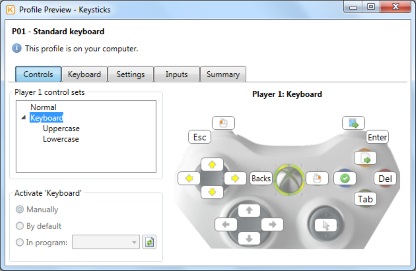 Profile Preview - Keysticks
P01 - Standard keyboard
This profile is on your computer.
Controls
Keyboard
Settings
Inputs
Summary
Player 1 control sets
Normal
Keyboard
Uppercase
Lowercase
Activate 'Keyboard'
Manually
By default
In program:
Player 1: Keyboard
Esc
Enter
Backs
Del
Tab